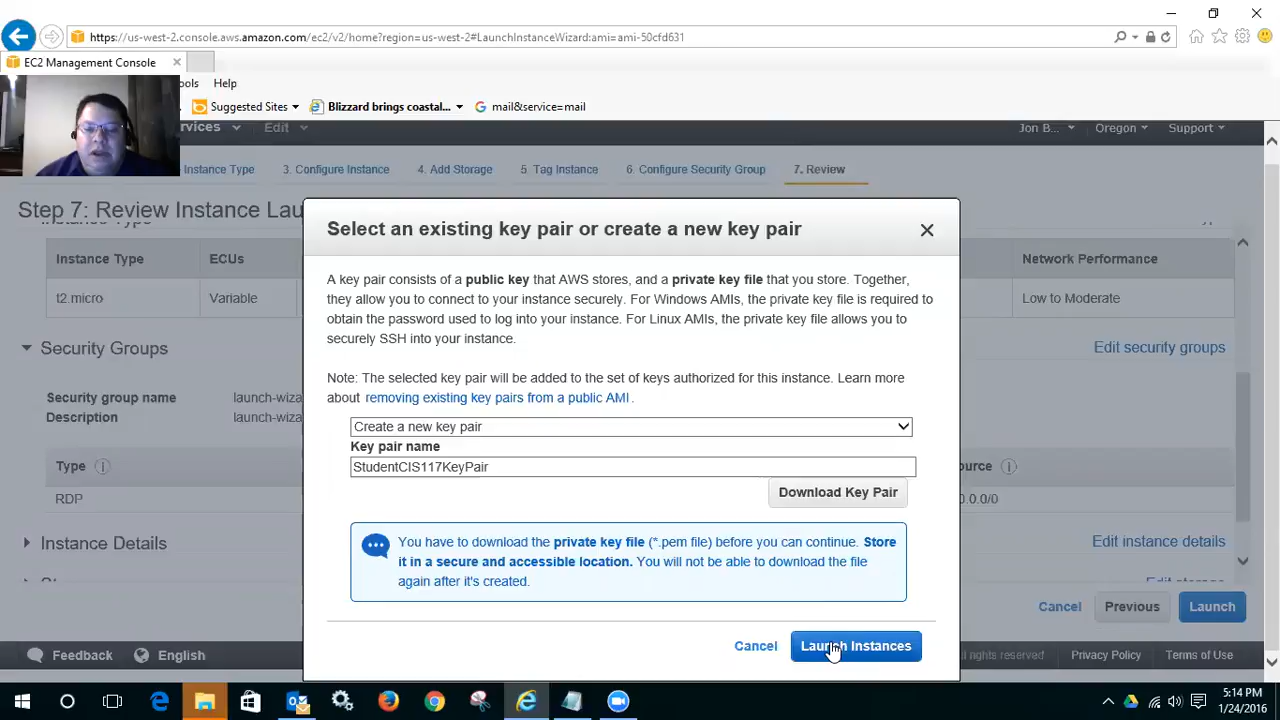 https://us-west-2.console.aws.amazon.com/ec2/v2/home?region=us-west-2#LaunchInstanceWizard:ami=ami-50cfd631
EC2 Management Console
ools Help
Suggested Sites Blizzard brings coastal... mail&service=mail
rvices Edit Jon B... Oregon Support
Instance Type 3. Configure Instance 4. Add Storage 5. Tag Instance 6. Configure Security Group 7. Review
Step 7: Review Instance Lau
Select an existing key pair or create a new key pair
Instance Type ECUs Network Performance
t2.micro Variable Low to Moderate
A key pair consists of a public key that AWS stores, and a private key file that you store. Together,
they allow you to connect to your instance securely. For Windows AMIs, the private key file is required to
obtain the password used to log into your instance. For Linux AMIs, the private key file allows you to
securely SSH into your instance.
Security Groups Edit security groups
Note: The selected key pair will be added to the set of keys authorized for this instance. Learn more
about removing existing key pairs from a public AMI.
Security group name launch-wiza
Description launch-wiza
Create a new key pair
Key pair name
StudentCIS117KeyPair
Type ource
RDP 0.0.0/0
Download Key Pair
You have to download the private key file (*.pem file) before you can continue. Store
it in a secure and accessible location. You will not be able to download the file
again after it's created.
Instance Details Edit instance details
Edit storage
Cancel Previous Launch
Cancel Launch Instances
Feedback English ll rights reserved Privacy Policy Terms of Use
5:14 PM
1/24/2016